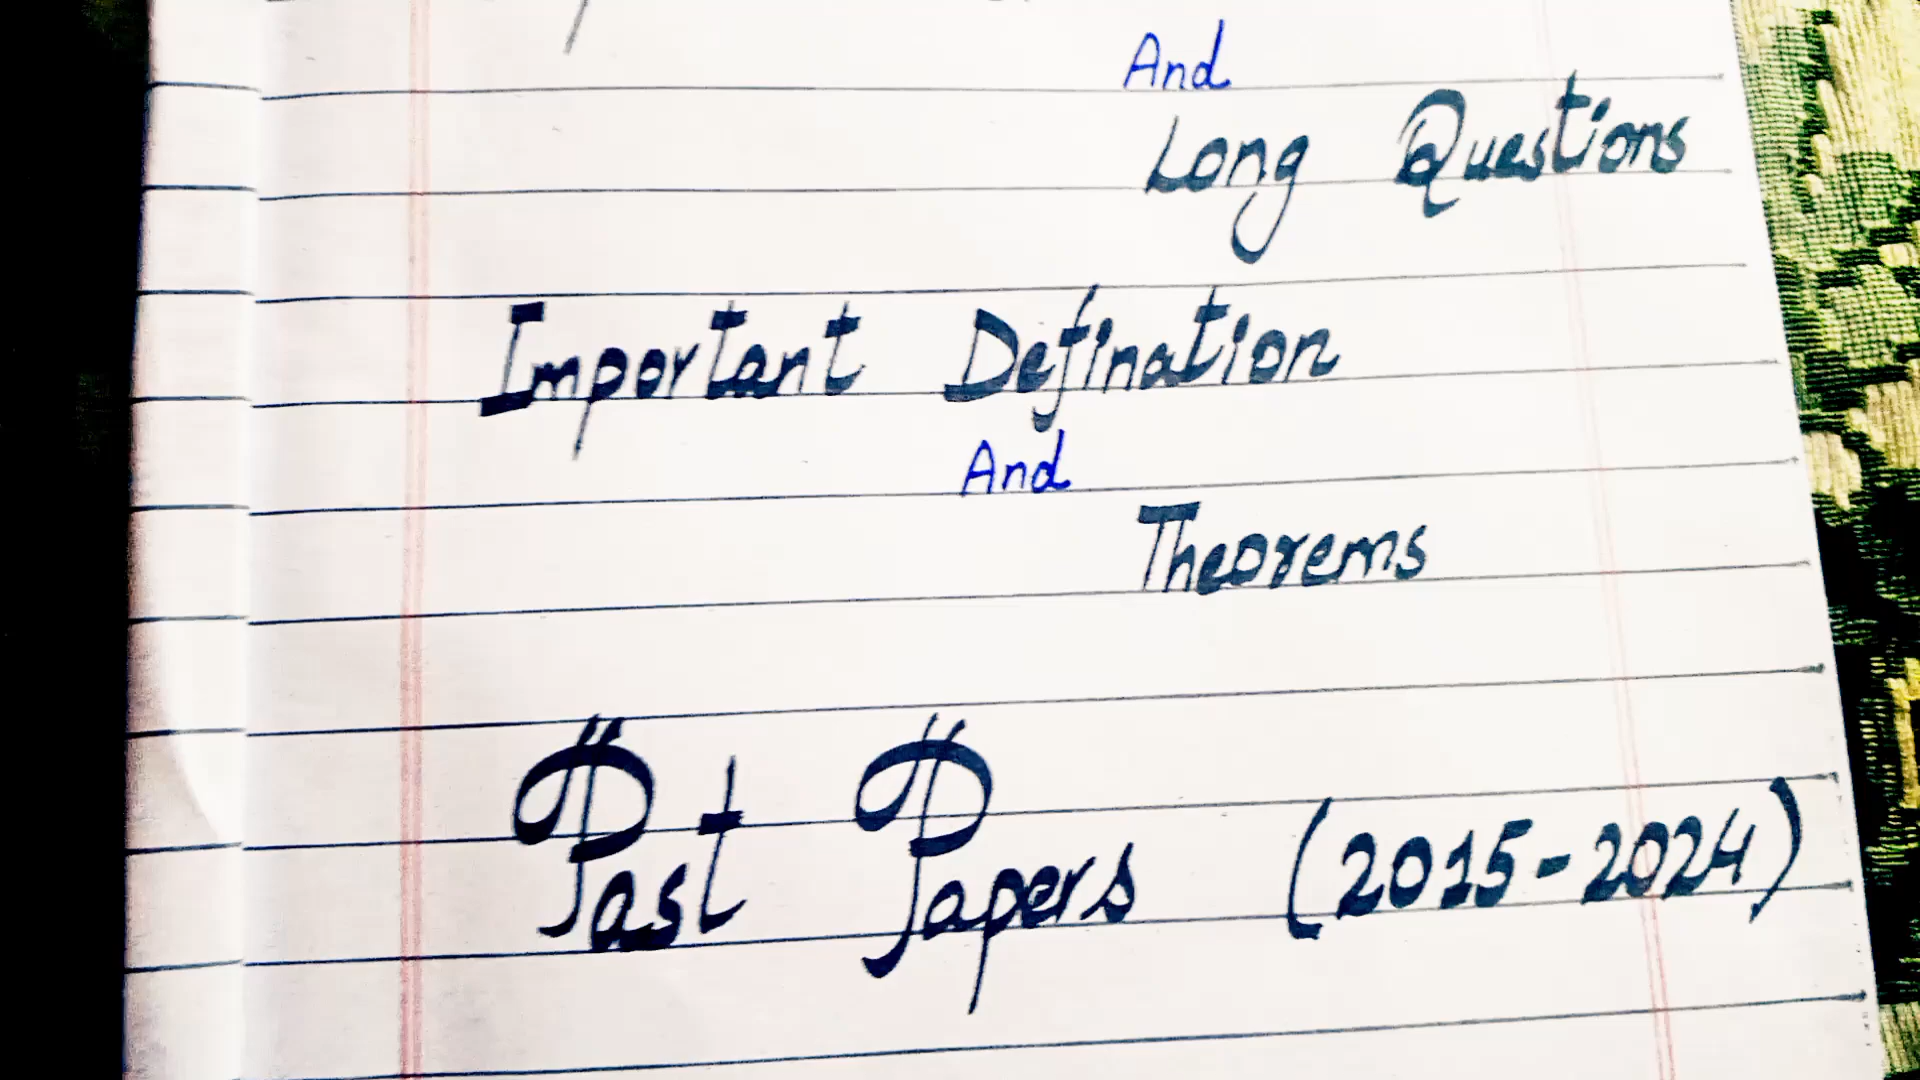 And
Long Questions
Important Defination
And
Theorems
Past Papers (2015-2024)